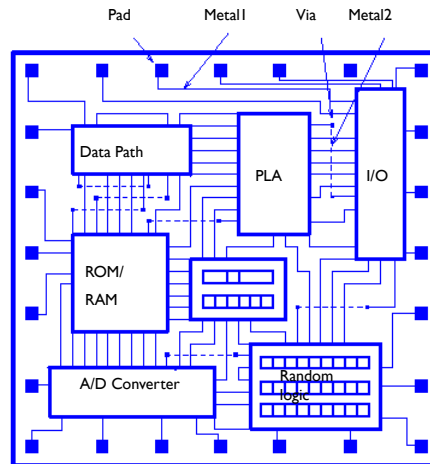 Pad Metal1 Via Metal2
Data Path
PLA
I/O
ROM/
RAM
A/D Converter
Random
logic